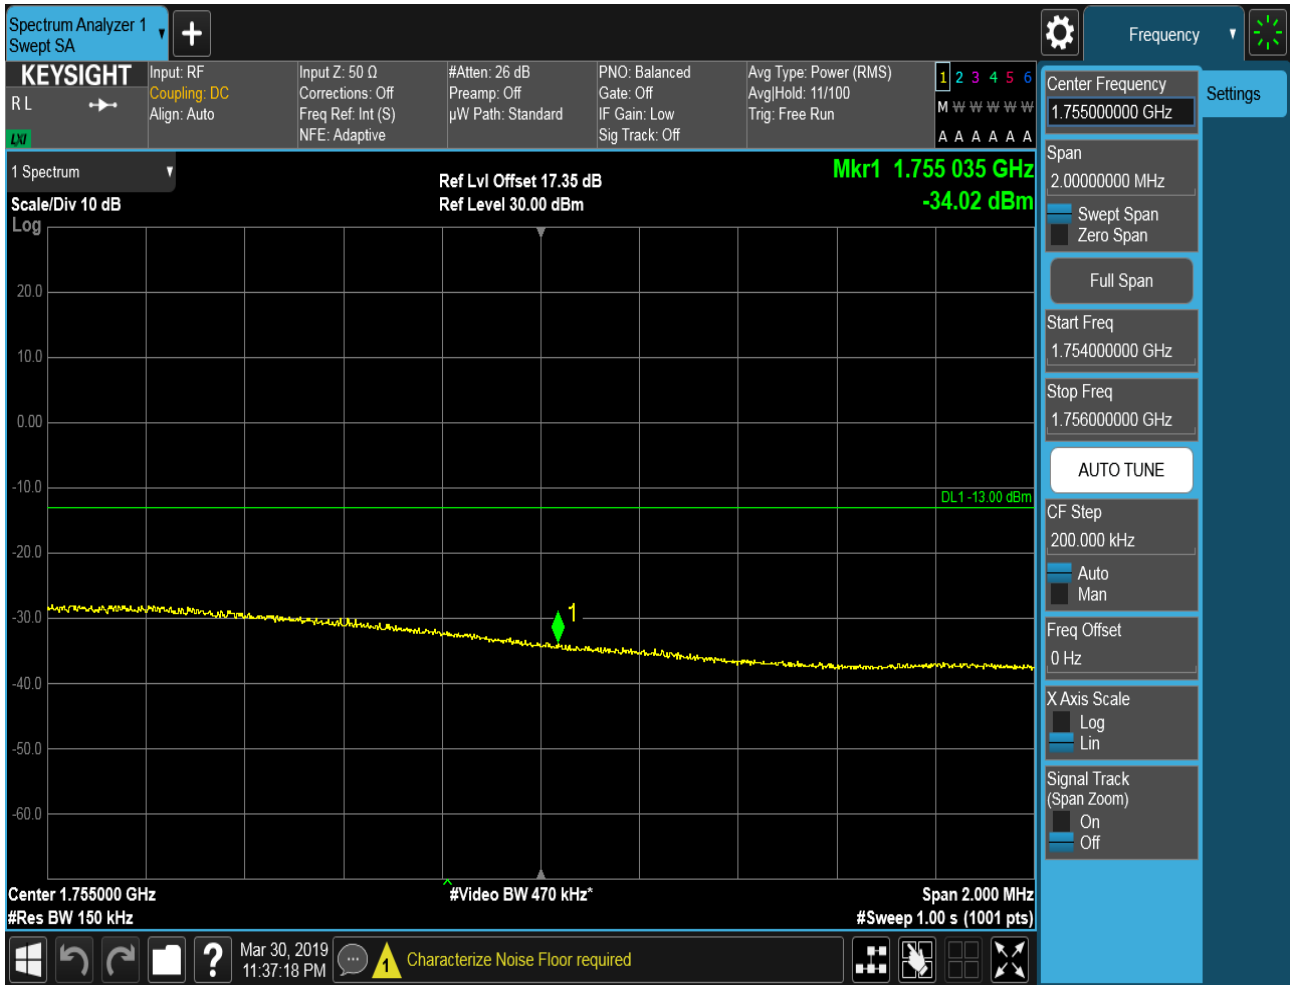 Spectrum Analyzer 1
Swept SA
Frequency
KEYSIGHT
R L
LXI
Input: RF
Coupling: DC
Align: Auto
Input Z: 50 Ω
Corrections: Off
Freq Ref: Int (S)
NFE: Adaptive
#Atten: 26 dB
Preamp: Off
µW Path: Standard
PNO: Balanced
Gate: Off
IF Gain: Low
Sig Track: Off
Avg Type: Power (RMS)
Avg|Hold: 11/100
Trig: Free Run
1 2 3 4 5 6
M W W W W W
A A A A A A
1 Spectrum
Scale/Div 10 dB
Log
Ref Lvl Offset 17.35 dB
Ref Level 30.00 dBm
Mkr1 1.755 035 GHz
-34.02 dBm
20.0
10.0
0.00
-10.0
DL1 -13.00 dBm
-20.0
-30.0
1
-40.0
-50.0
-60.0
Center 1.755000 GHz
#Res BW 150 kHz
#Video BW 470 kHz*
Span 2.000 MHz
#Sweep 1.00 s (1001 pts)
Center Frequency
1.755000000 GHz
Settings
Span
2.00000000 MHz
Swept Span
Zero Span
Full Span
Start Freq
1.754000000 GHz
Stop Freq
1.756000000 GHz
AUTO TUNE
CF Step
200.000 kHz
Auto
Man
Freq Offset
0 Hz
X Axis Scale
Log
Lin
Signal Track
(Span Zoom)
On
Off
?
Mar 30, 2019
11:37:18 PM
1
Characterize Noise Floor required